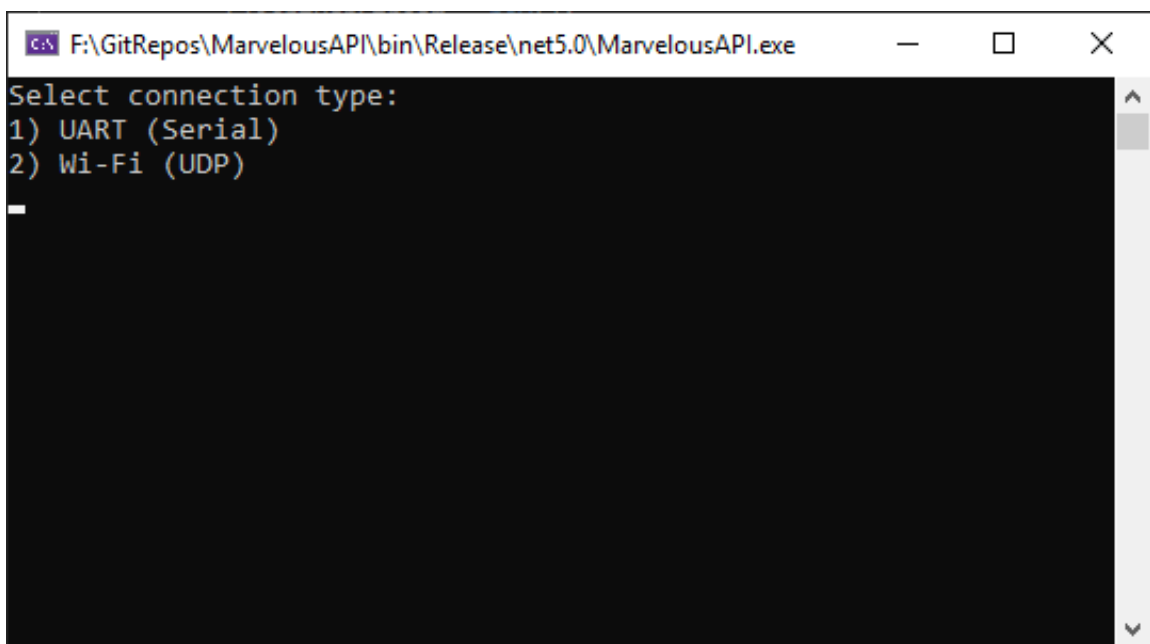 F:\GitRepos\MarvelousAPI\bin\Release\net5.0\MarvelousAPI.exe
Select connection type:
1) UART (Serial)
2) Wi-Fi (UDP)